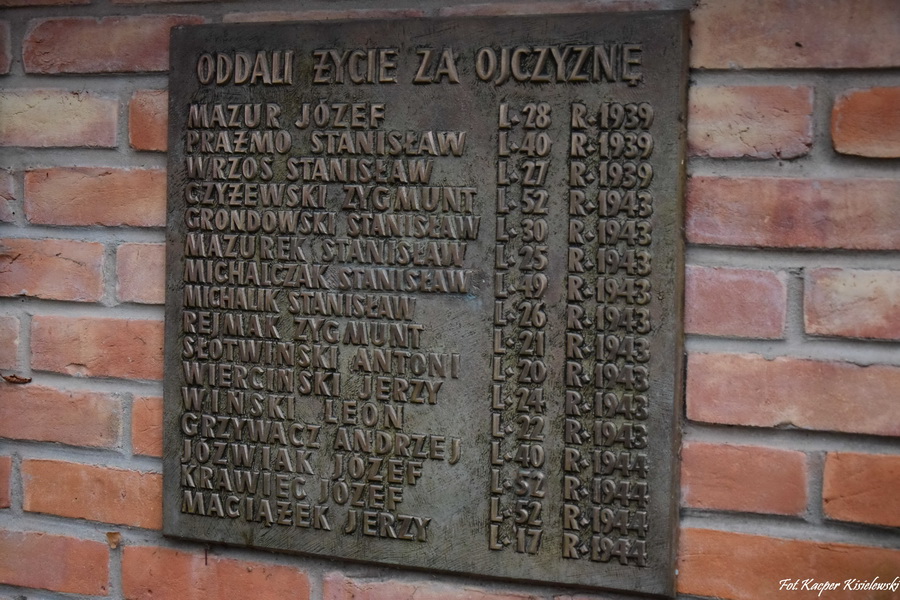 ODDALI ŻYCIE ZA OJCZYZNĘ
MAZUR JÓZEF L·28 R·1939
PRAŻMO STANISŁAW L·40 R·1939
WRZOS STANISŁAW L·27 R·1939
CZYŻEWSKI ZYGMUNT L·52 R·1943
GRONDOWSKI STANISŁAW L·30 R·1943
MAZUREK STANISŁAW L·25 R·1943
MICHALCZAK STANISŁAW L·49 R·1943
MICHALIK STANISŁAW L·26 R·1943
REJMAK ZYGMUNT L·21 R·1943
SŁOTWIŃSKI ANTONI L·20 R·1943
WIERCIŃSKI JERZY L·24 R·1943
WIŃSKI LEON L·22 R·1943
GRZYWACZ ANDRZEJ L·40 R·1944
JÓZWIAK JÓZEF L·52 R·1944
KRAWIEC JÓZEF L·52 R·1944
MACIĄŻEK JERZY L·17 R·1944
Fot. Kacper Kisielewski